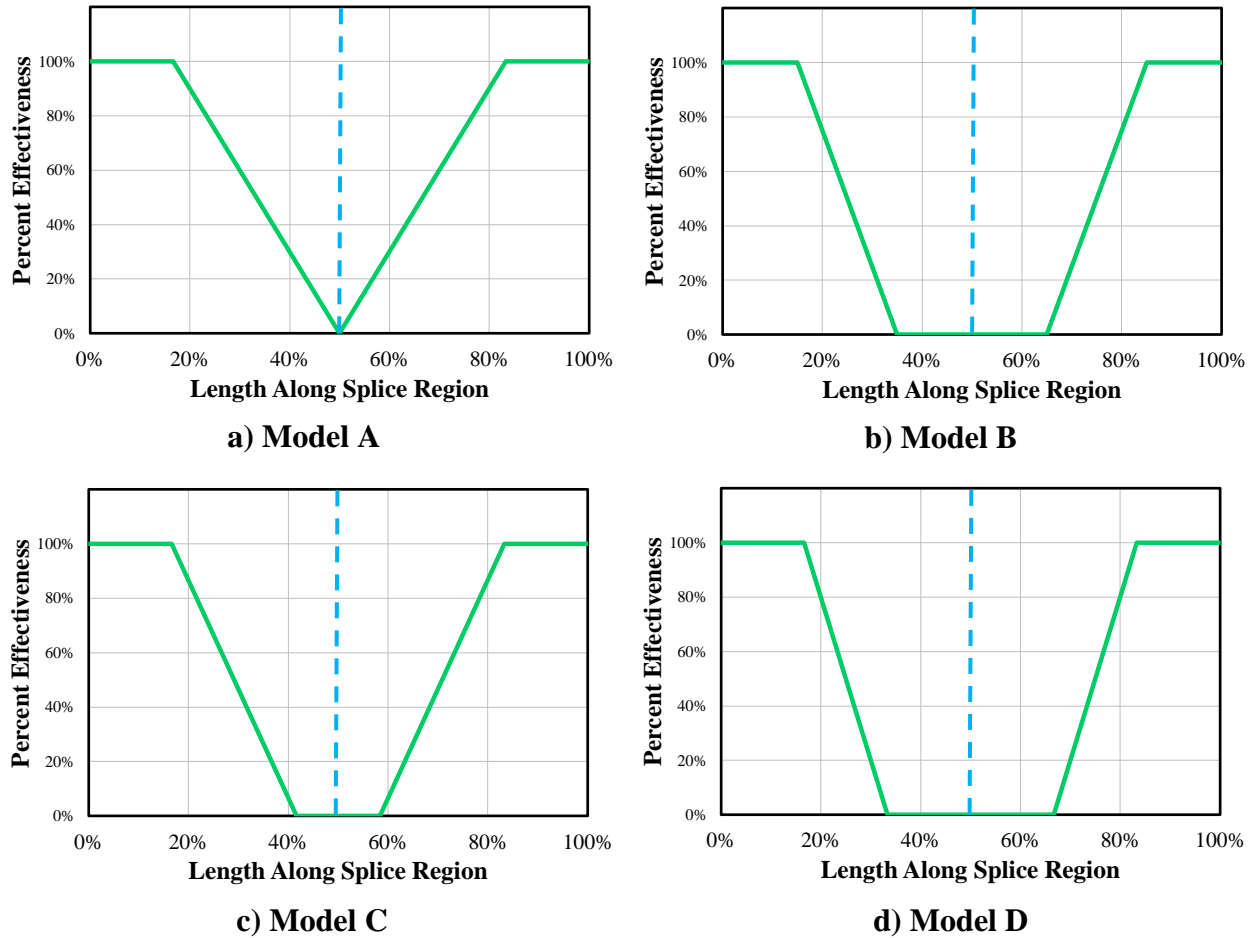 Percent Effectiveness
100%
80%
60%
40%
20%
0%
0% 20% 40% 60% 80% 100%
Length Along Splice Region
a) Model A
Percent Effectiveness
100%
80%
60%
40%
20%
0%
0% 20% 40% 60% 80% 100%
Length Along Splice Region
b) Model B
Percent Effectiveness
100%
80%
60%
40%
20%
0%
0% 20% 40% 60% 80% 100%
Length Along Splice Region
c) Model C
Percent Effectiveness
100%
80%
60%
40%
20%
0%
0% 20% 40% 60% 80% 100%
Length Along Splice Region
d) Model D